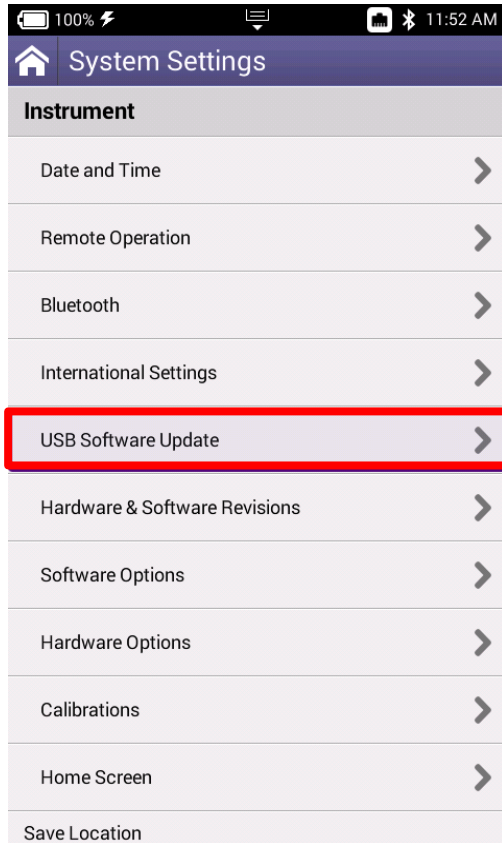 100% 11:52 AM
System Settings
Instrument
Date and Time
Remote Operation
Bluetooth
International Settings
USB Software Update
Hardware & Software Revisions
Software Options
Hardware Options
Calibrations
Home Screen
Save Location